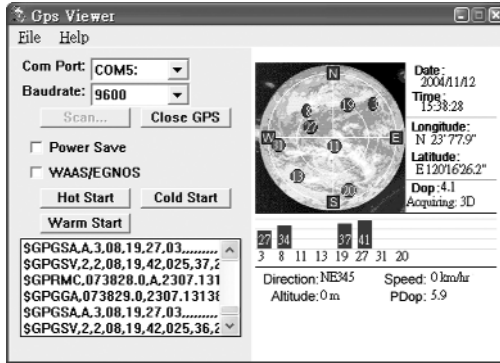 Gps Viewer
File Help
Com Port: COM5:
Baudrate: 9600
Scan... Close GPS
Power Save
WAAS/EGNOS
Hot Start Cold Start
Warm Start
$GPGSA,A,3,08,19,27,03,,,,,,,,,
$GPGSV,2,2,08,19,42,025,37,2
$GPRMC,073828.0,A,2307.131
$GPGGA,073829.0,2307.13138
$GPGSA,A,3,08,19,27,03,,,,,,,,,
$GPGSV,2,2,08,19,42,025,36,2
N
W
E
S
19
11
13
20
Date:
2004/11/12
Time:
15:38:28
Longitude:
N 23°77.9"
Latitude:
E 120°16'26.2"
Dop:4.1
Acquiring: 3D
27 34 37 41
3 8 11 13 19 27 31 20
Direction:NE345 Speed: 0 km/hr
Altitude:0 m PDop: 5.9